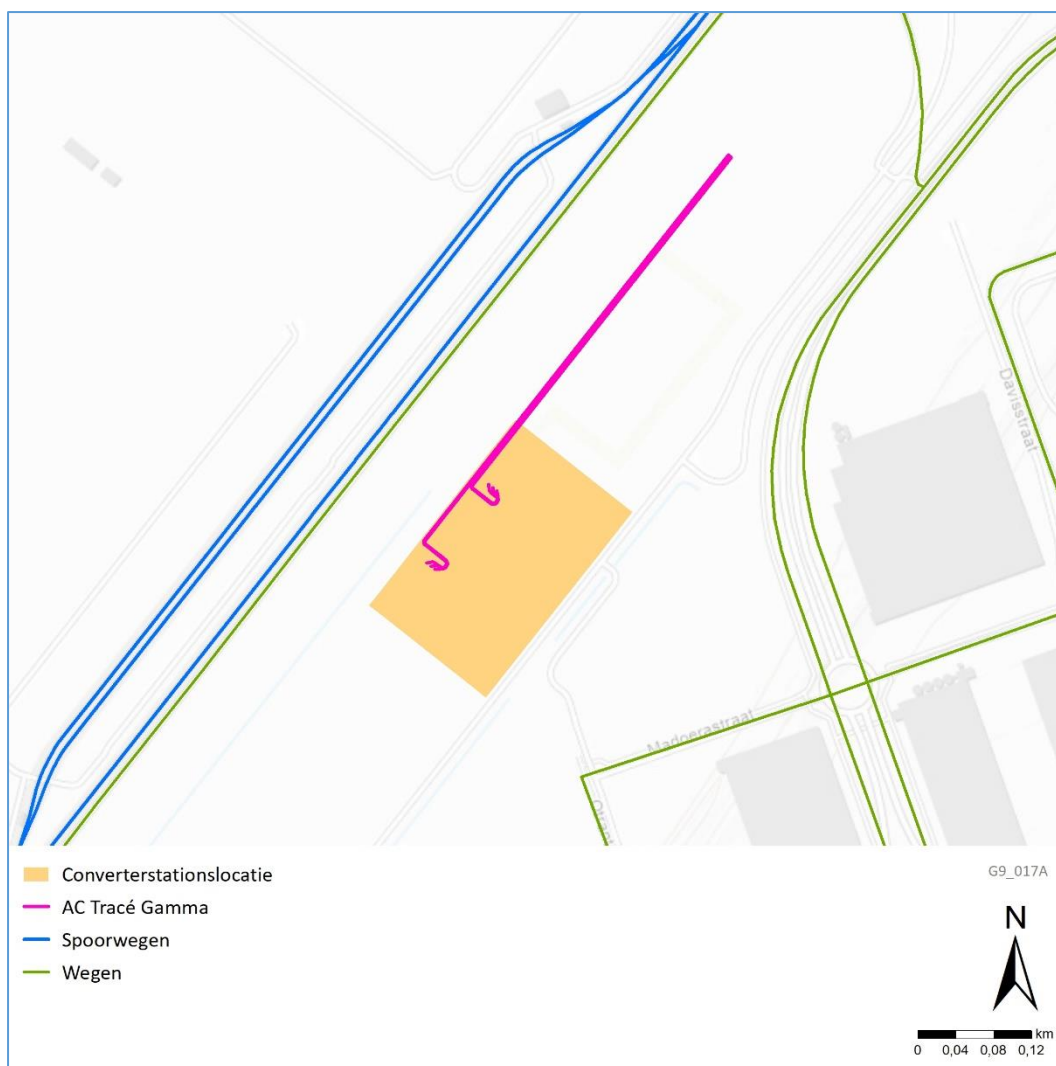 Davisstraat
Madoerastraat
Converterstationslocatie
AC Tracé Gamma
Spoorwegen
Wegen
G9_017A
N
km
0 0,04 0,08 0,12